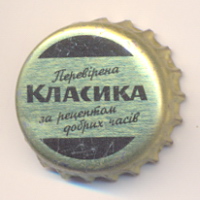 Перевірена
КЛАСИКА
за рецептом
добрих часів